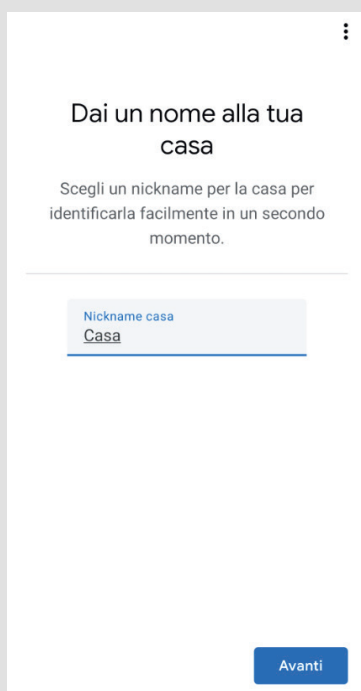 Dai un nome alla tua
casa
Scegli un nickname per la casa per
identificarla facilmente in un secondo
momento.
Nickname casa
Casa
Avanti